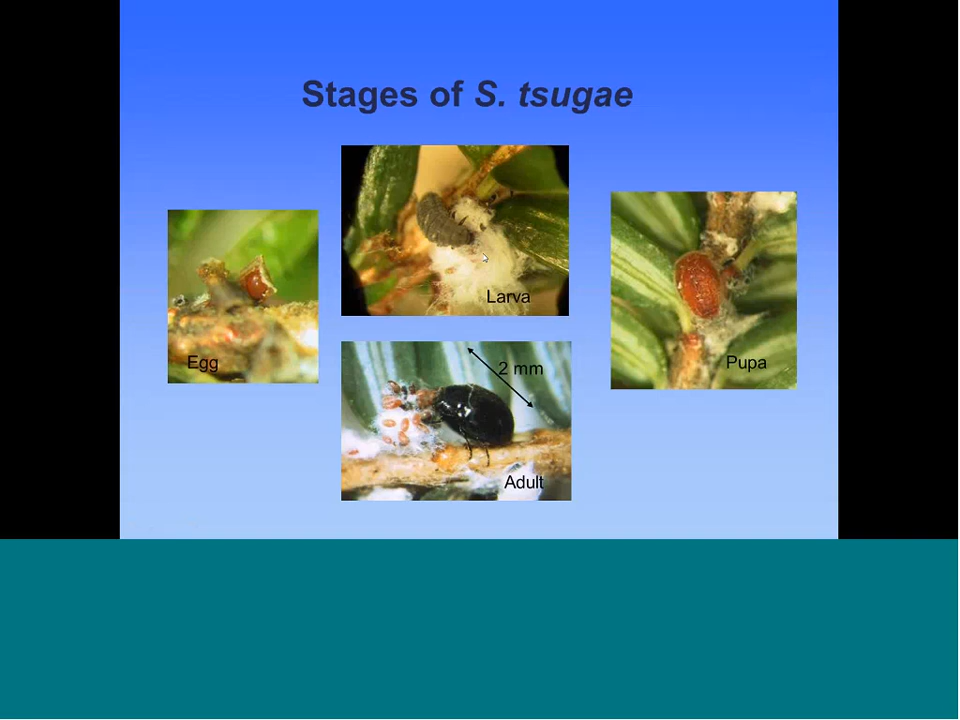 Stages of S. tsugae
Larva
Egg
Pupa
2 mm
Adult